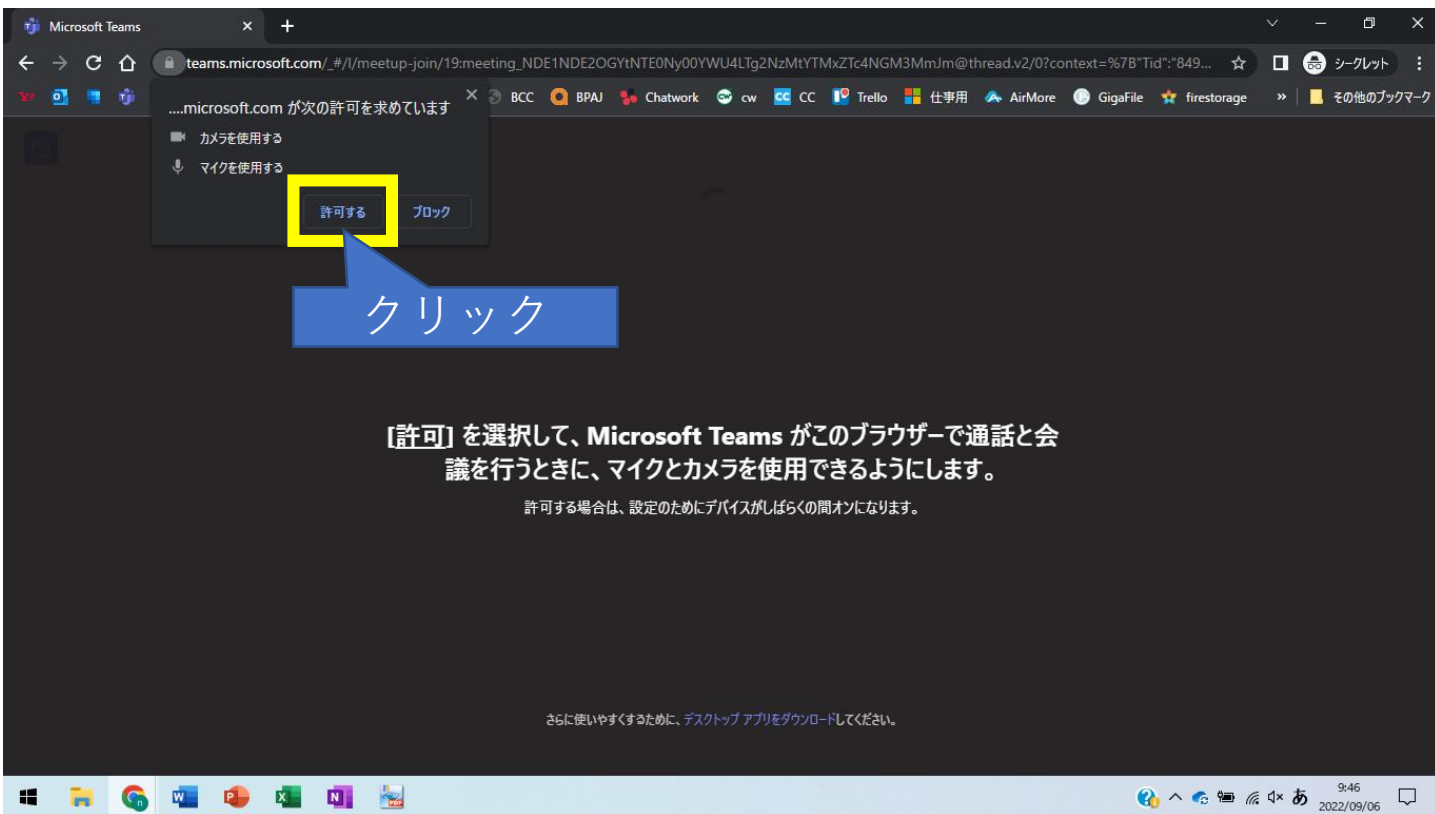 Microsoft Teams
teams.microsoft.com/_#/l/meetup-join/19:meeting_NDE1NDE2OGYtNTE0Ny00YWU4LTg2NzMtYTMxZTc4NGM3MmJm@thread.v2/0?context=%7B"Tid":"849...
シークレット
BCC BPAJ Chatwork cw CC Trello 仕事用 AirMore GigaFile firestorage » その他のブックマーク
....microsoft.com が次の許可を求めています
カメラを使用する
マイクを使用する
許可する ブロック
クリック
[許可] を選択して、Microsoft Teams がこのブラウザーで通話と会
議を行うときに、マイクとカメラを使用できるようにします。
許可する場合は、設定のためにデバイスがしばらくの間オンになります。
さらに使いやすくするために、デスクトップ アプリをダウンロードしてください。
あ
9:46
2022/09/06